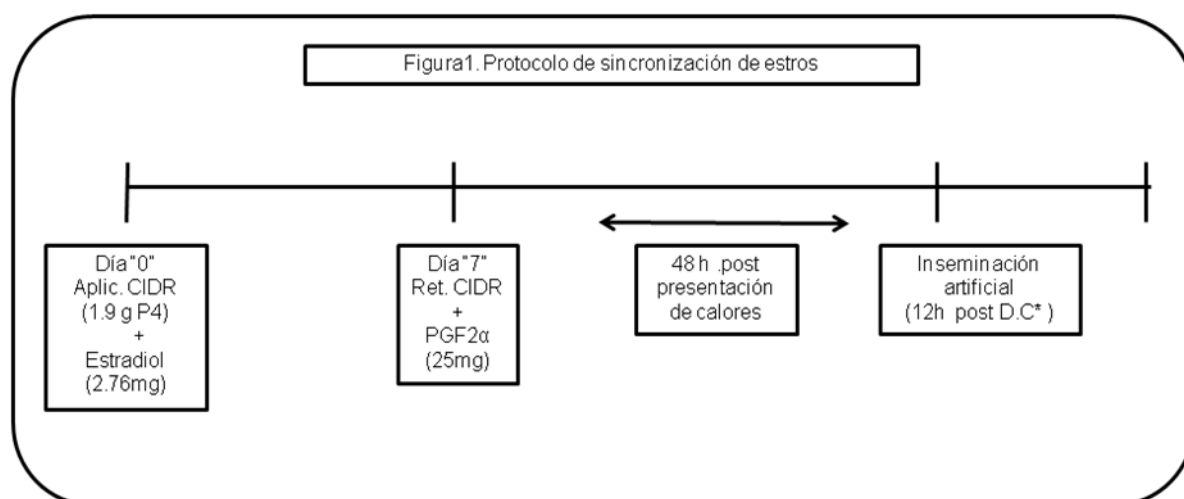 Figura1. Protocolo de sincronización de estros
Día"0"
Aplic. CIDR
(1.9 g P4)
+
Estradiol
(2.76mg)
Día"7"
Ret. CIDR
+
PGF2α
(25mg)
48 h .post
presentación
de calores
Inseminación
artificial
(12h post D.C* )